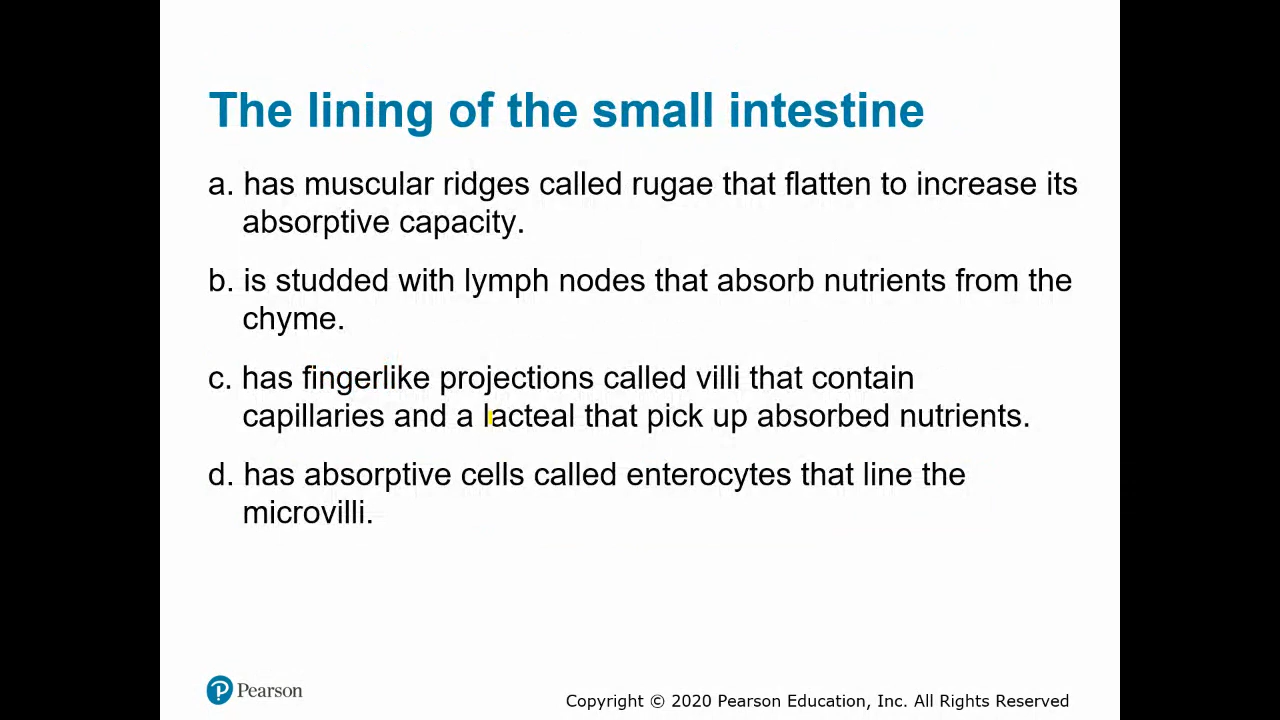 The lining of the small intestine
a. has muscular ridges called rugae that flatten to increase its
absorptive capacity.
b. is studded with lymph nodes that absorb nutrients from the
chyme.
c. has fingerlike projections called villi that contain
capillaries and a lacteal that pick up absorbed nutrients.
d. has absorptive cells called enterocytes that line the
microvilli.
P Pearson
Copyright © 2020 Pearson Education, Inc. All Rights Reserved